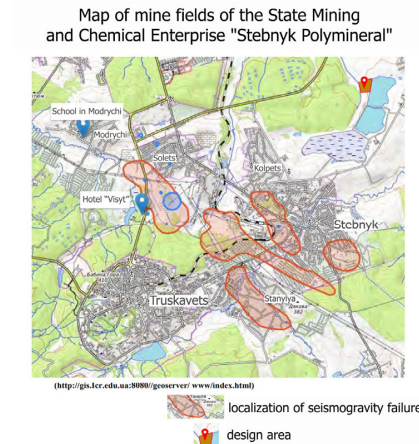 Map of mine fields of the State Mining
and Chemical Enterprise "Stebnyk Polymineral"
School in Modrychi
Modrychi
Solets
Kolpets
Hotel "Visyt"
Stebnyk
Truskavets
Stanylya
382
(http://gis.lcr.edu.ua:8080//geoserver/ www/index.html)
localization of seismogravity failure
design area